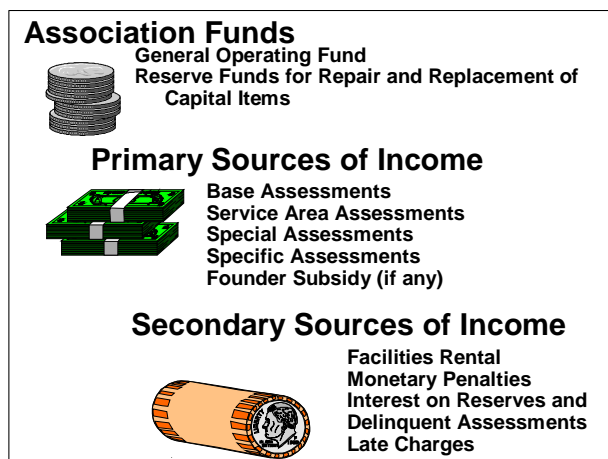 Association Funds
General Operating Fund
Reserve Funds for Repair and Replacement of
Capital Items
Primary Sources of Income
Base Assessments
Service Area Assessments
Special Assessments
Specific Assessments
Founder Subsidy (if any)
Secondary Sources of Income
Facilities Rental
Monetary Penalties
Interest on Reserves and
Delinquent Assessments
Late Charges
LIBERTY